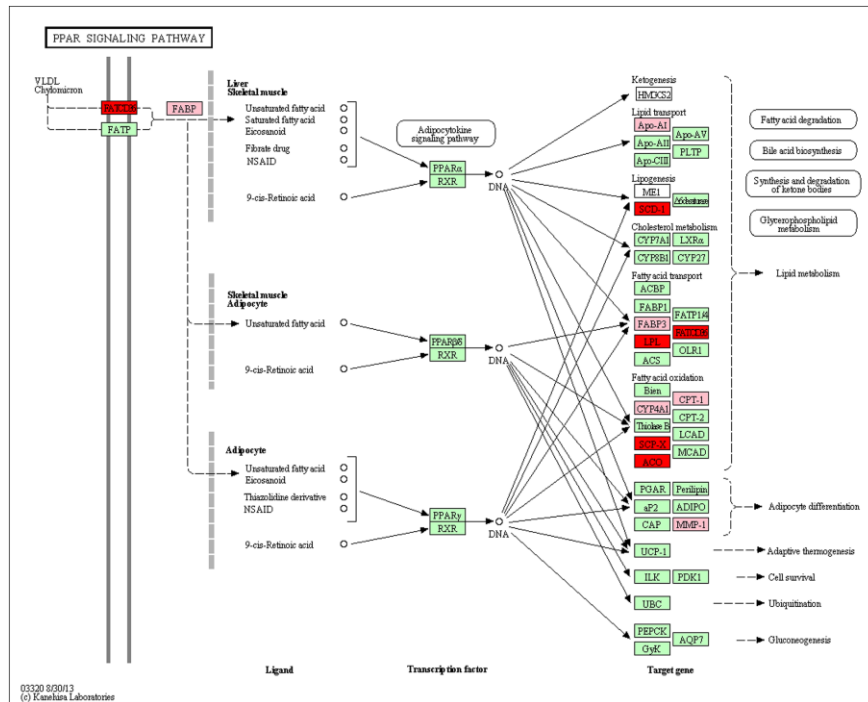 PPAR SIGNALING PATHWAY
VLDL
Chylomicron
FAT/CD36
FATP
FABP
Liver
Skeletal muscle
Unsaturated fatty acid
Saturated fatty acid
Eicosanoid
Fibrate drug
NSAID
9-cis-Retinoic acid
Adipocytokine
signaling pathway
PPARα
RXR
DNA
Skeletal muscle
Adipocyte
Unsaturated fatty acid
9-cis-Retinoic acid
PPARβ/δ
RXR
DNA
Adipocyte
Unsaturated fatty acid
Eicosanoid
Thiazolidine derivative
NSAID
9-cis-Retinoic acid
PPARγ
RXR
DNA
Ketogenesis
HMGCS2
Lipid transport
Apo-AI
Apo-AII
Apo-CIII
Apo-AV
PLTP
Lipogenesis
ME1
SCD-1
Δ6desaturase
Cholesterol metabolism
CYP7A1
LXRα
CYP8B1
CYP27
Fatty acid transport
ACBP
FABP1
FABP3
LPL
ACS
FATP1/4
FAT/CD36
OLR1
Fatty acid oxidation
Bien
CYP4A1
Thiolase B
SCP-X
ACO
CPT-1
CPT-2
LCAD
MCAD
PGAR
Perilipin
aP2
ADIPO
CAP
MMP-1
UCP-1
ILK
PDK1
UBC
PEPCK
GyK
AQP7
Fatty acid degradation
Bile acid biosynthesis
Synthesis and degradation
of ketone bodies
Glycerophospholipid
metabolism
Lipid metabolism
Adipocyte differentiation
Adaptive thermogenesis
Cell survival
Ubiquitination
Gluconeogenesis
Ligand
Transcription factor
Target gene
03320 8/30/13
(c) Kanehisa Laboratories